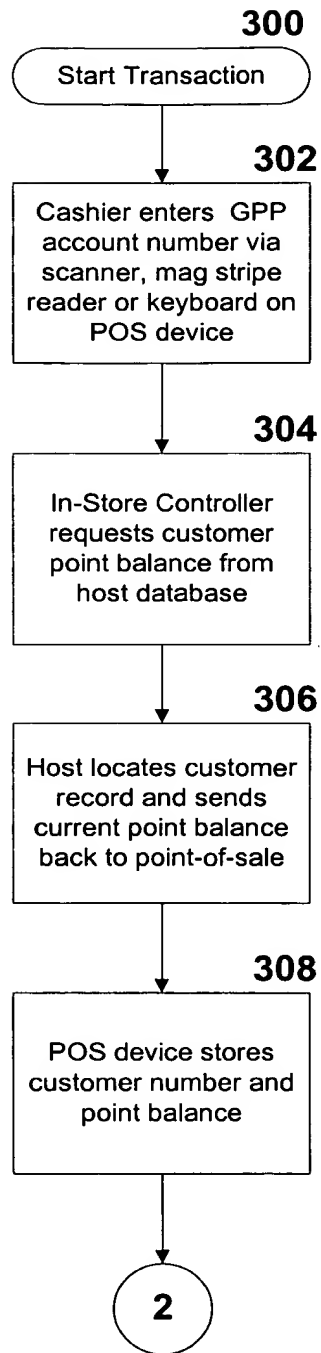 300
Start Transaction
302
Cashier enters GPP
account number via
scanner, mag stripe
reader or keyboard on
POS device
304
In-Store Controller
requests customer
point balance from
host database
306
Host locates customer
record and sends
current point balance
back to point-of-sale
308
POS device stores
customer number and
point balance
2